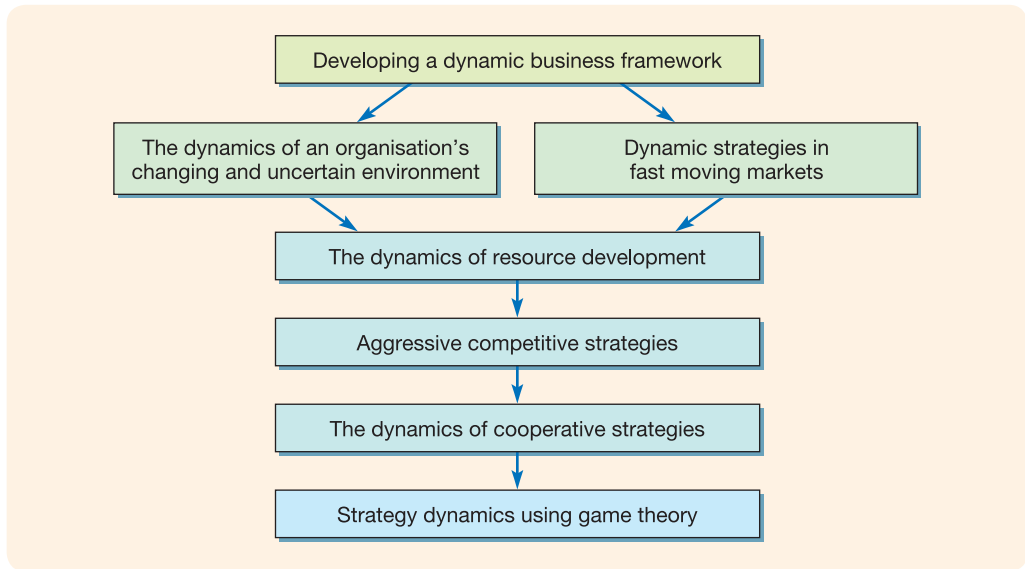 Developing a dynamic business framework
The dynamics of an organisation's
changing and uncertain environment
Dynamic strategies in
fast moving markets
The dynamics of resource development
Aggressive competitive strategies
The dynamics of cooperative strategies
Strategy dynamics using game theory